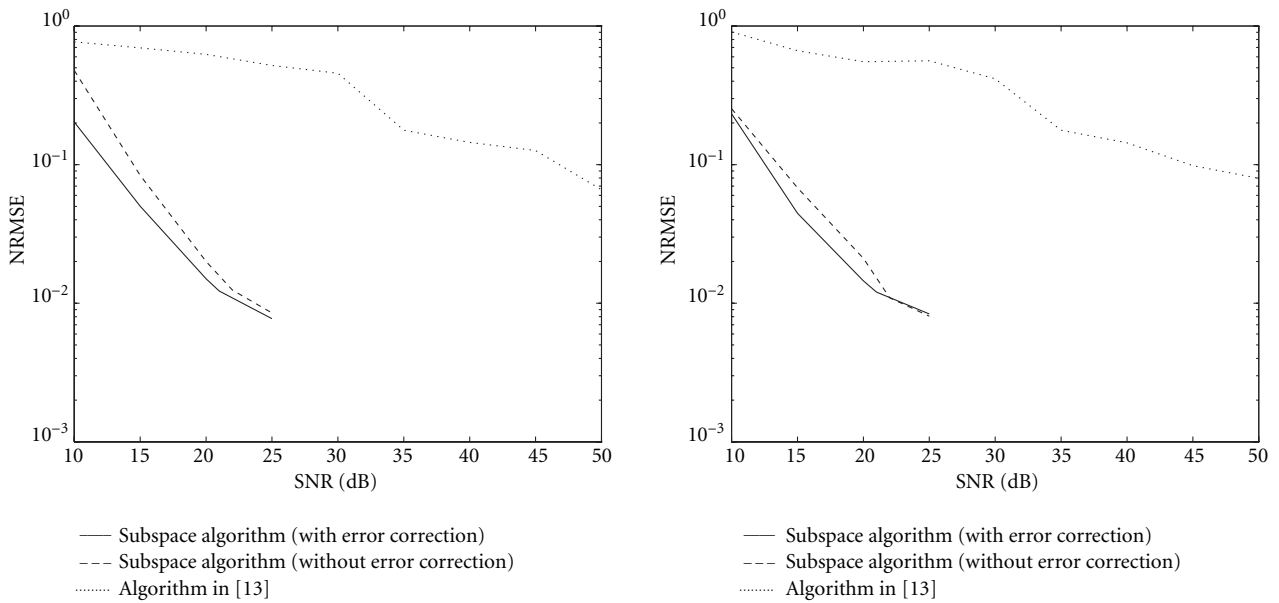 10^0
10^-1
10^-2
10^-3
NRMSE
10 15 20 25 30 35 40 45 50
SNR (dB)
Subspace algorithm (with error correction)
Subspace algorithm (without error correction)
Algorithm in [13]
10^0
10^-1
10^-2
10^-3
NRMSE
10 15 20 25 30 35 40 45 50
SNR (dB)
Subspace algorithm (with error correction)
Subspace algorithm (without error correction)
Algorithm in [13]